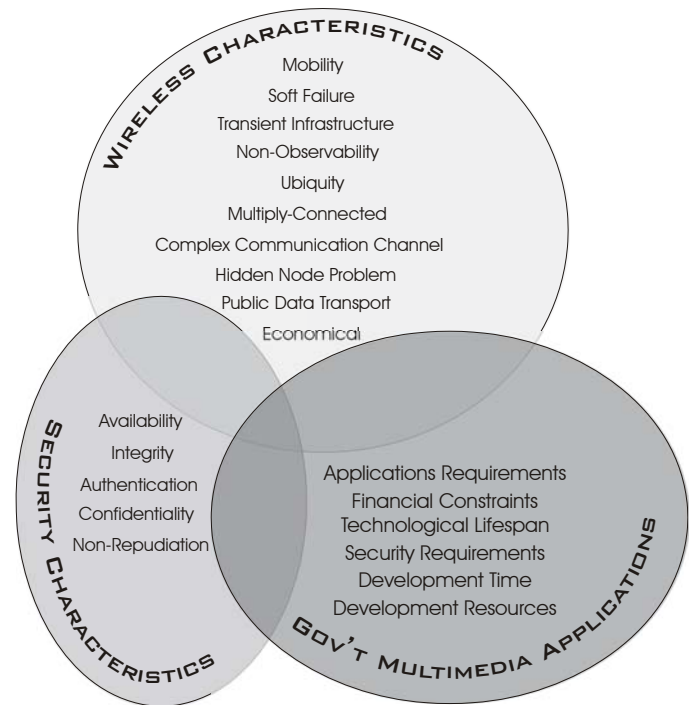 WIRELESS CHARACTERISTICS
Mobility
Soft Failure
Transient Infrastructure
Non-Observability
Ubiquity
Multiply-Connected
Complex Communication Channel
Hidden Node Problem
Public Data Transport
Economical
SECURITY CHARACTERISTICS
Availability
Integrity
Authentication
Confidentiality
Non-Repudiation
Applications Requirements
Financial Constraints
Technological Lifespan
Security Requirements
Development Time
Development Resources
GOV'T MULTIMEDIA APPLICATIONS